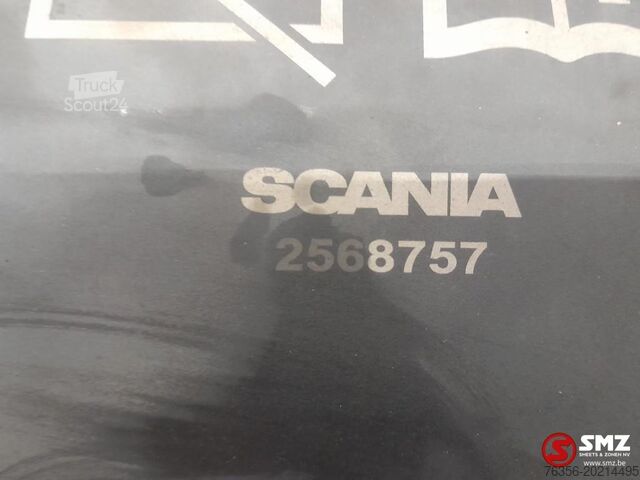 Truck
Scout24
SCANIA
2568757
SMZ
SMEETS & ZONEN NV
www.smz.be
76356-20214495